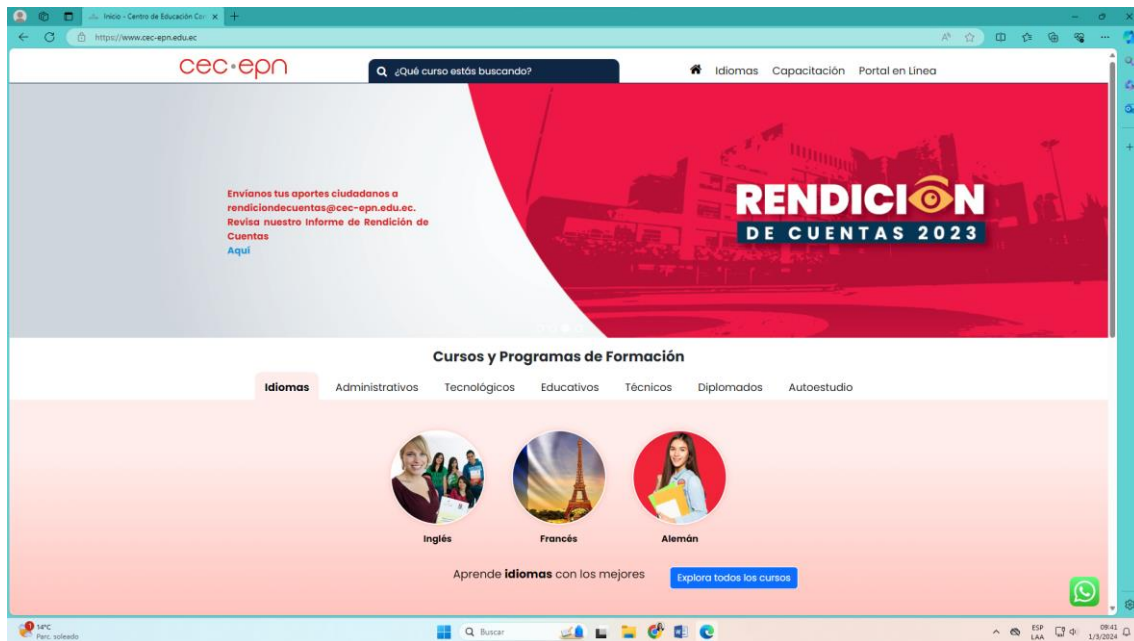 Inicio - Centro de Educación Cor
https://www.cec-epn.edu.ec
cec·epn
¿Qué curso estás buscando?
Idiomas Capacitación Portal en Línea
Envíanos tus aportes ciudadanos a
rendiciondecuentas@cec-epn.edu.ec.
Revisa nuestro Informe de Rendición de
Cuentas
Aquí
RENDICIÓN
DE CUENTAS 2023
Cursos y Programas de Formación
Idiomas Administrativos Tecnológicos Educativos Técnicos Diplomados Autoestudio
Inglés Francés Alemán
Aprende idiomas con los mejores Explora todos los cursos
14°C
Parc. soleado
Buscar
ESP
LAA
09:41
1/3/2024